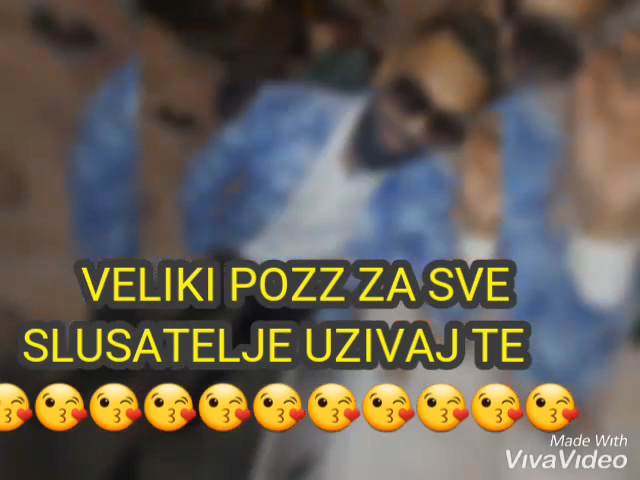 VELIKI POZZ ZA SVE
SLUSATELJE UZIVAJ TE
😘😘😘😘😘😘😘😘😘😘😘
Made With
VivaVideo